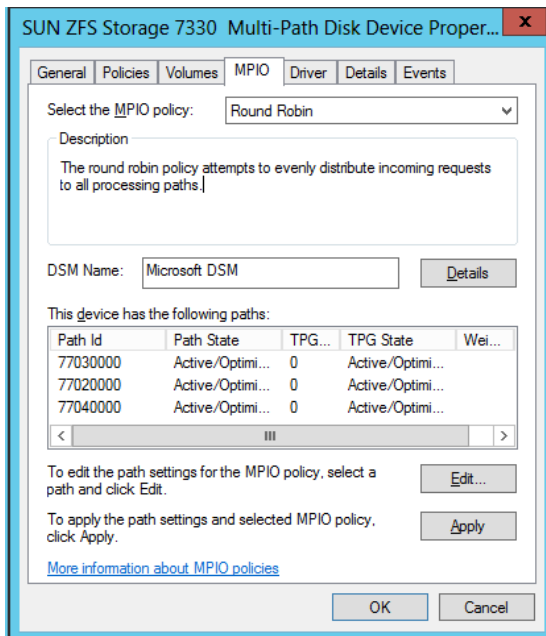 SUN ZFS Storage 7330 Multi-Path Disk Device Proper...
x
General Policies Volumes MPIO Driver Details Events
Select the MPIO policy: Round Robin
Description
The round robin policy attempts to evenly distribute incoming requests
to all processing paths.
DSM Name: Microsoft DSM Details
This device has the following paths:
Path Id Path State TPG... TPG State Wei...
77030000 Active/Optimi... 0 Active/Optimi...
77020000 Active/Optimi... 0 Active/Optimi...
77040000 Active/Optimi... 0 Active/Optimi...
To edit the path settings for the MPIO policy, select a
path and click Edit.
Edit...
To apply the path settings and selected MPIO policy,
click Apply.
Apply
More information about MPIO policies
OK Cancel